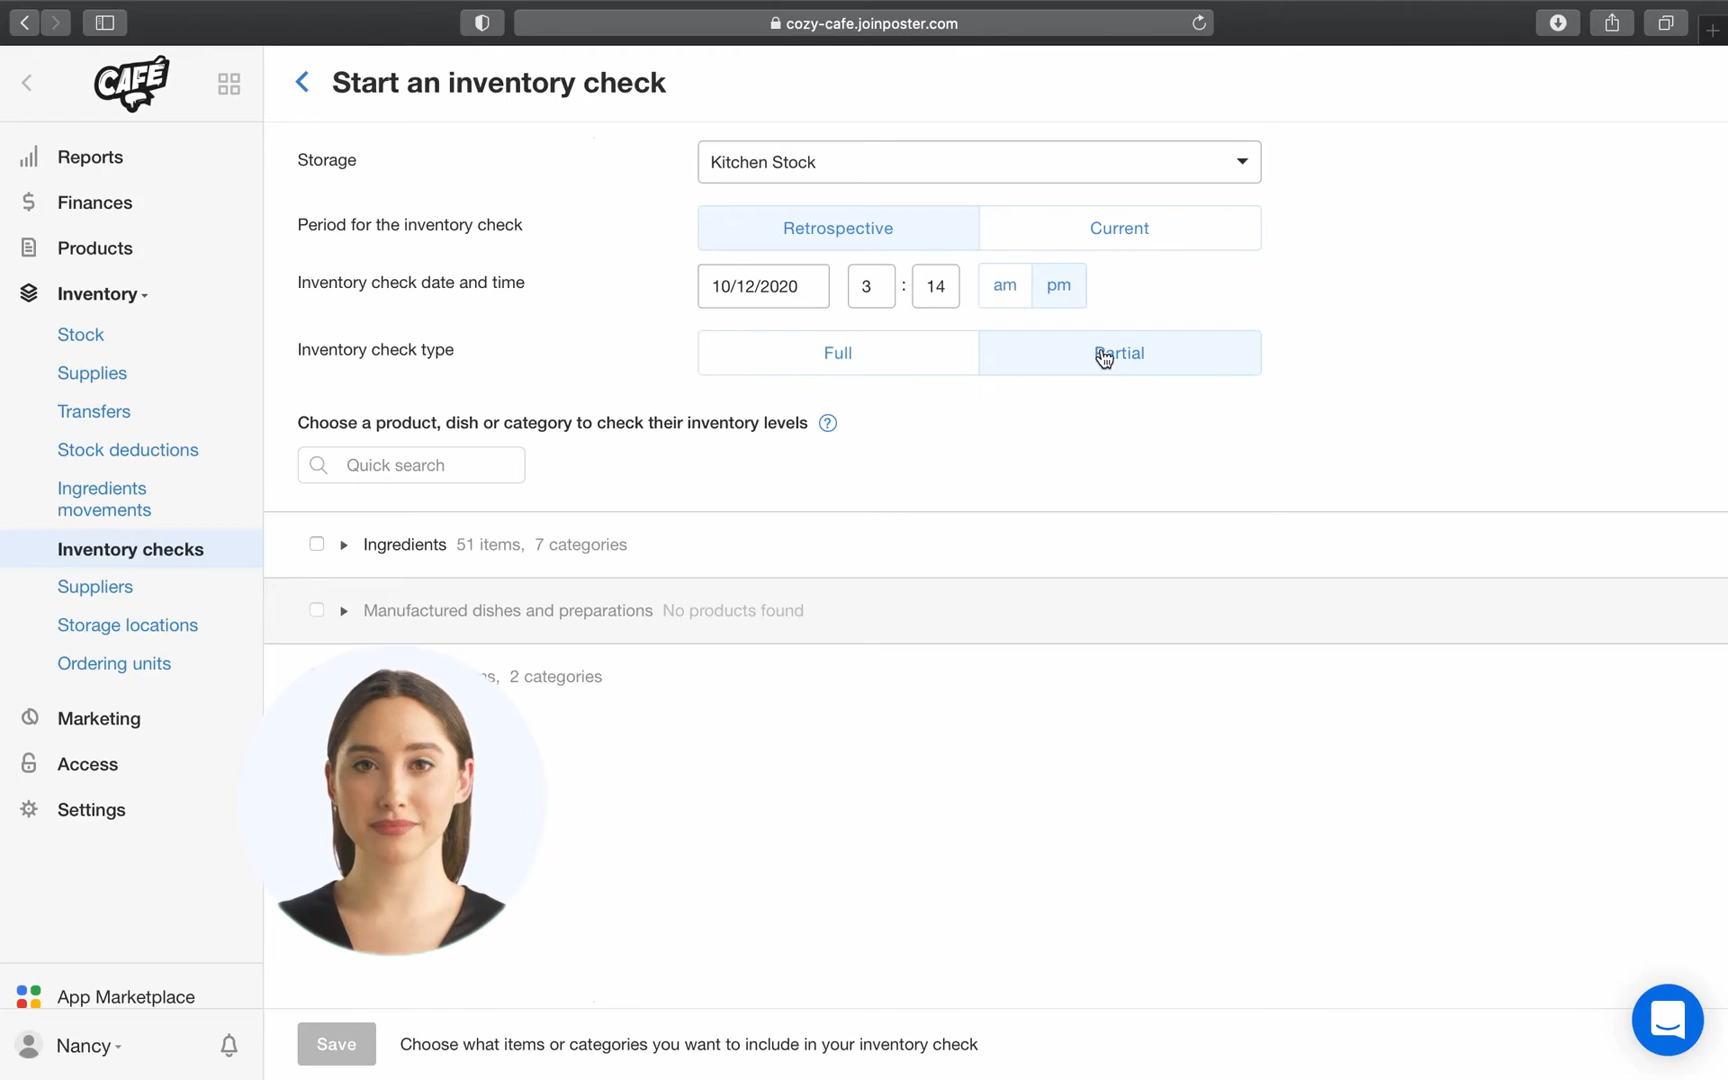 cozy-cafe.joinposter.com
CAFÉ
Start an inventory check
Reports
Finances
Products
Inventory
Stock
Supplies
Transfers
Stock deductions
Ingredients
movements
Inventory checks
Suppliers
Storage locations
Ordering units
Marketing
Access
Settings
App Marketplace
Nancy
Storage
Kitchen Stock
Period for the inventory check
Retrospective
Current
Inventory check date and time
10/12/2020
3 : 14
am
pm
Inventory check type
Full
Partial
Choose a product, dish or category to check their inventory levels ?
Quick search
Ingredients 51 items, 7 categories
Manufactured dishes and preparations No products found
2 categories
Save
Choose what items or categories you want to include in your inventory check